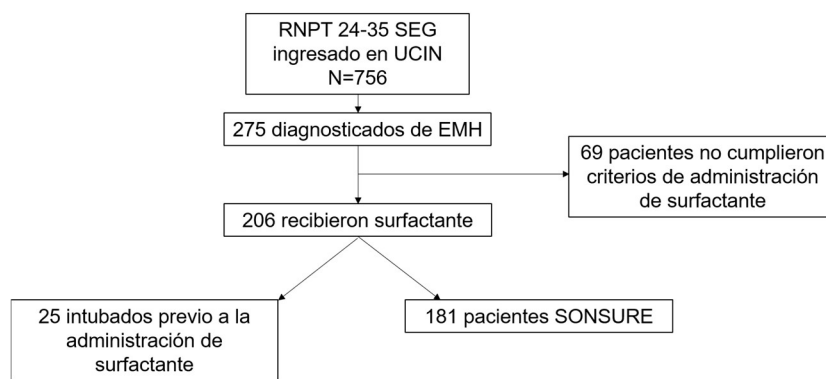 RNPT 24-35 SEG
ingresado en UCIN
N=756
275 diagnosticados de EMH
69 pacientes no cumplieron
criterios de administración
de surfactante
206 recibieron surfactante
25 intubados previo a la
administración de
surfactante
181 pacientes SONSURE